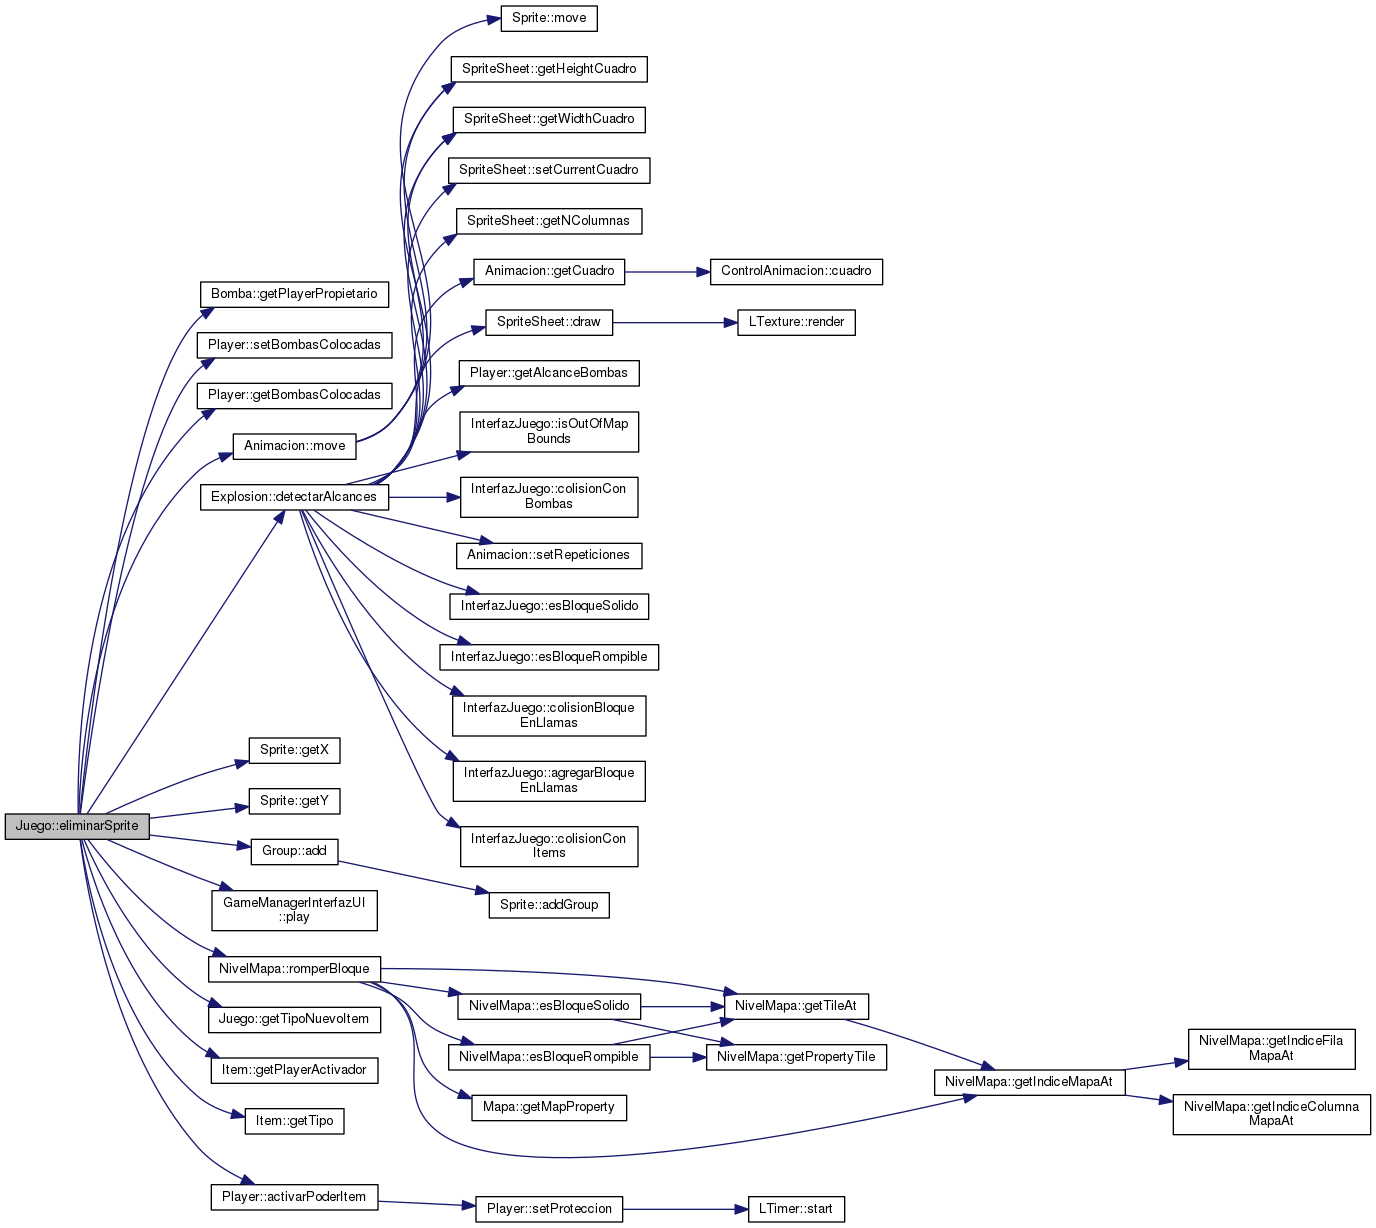 Sprite::move
SpriteSheet::getHeightCuadro
SpriteSheet::getWidthCuadro
SpriteSheet::setCurrentCuadro
SpriteSheet::getNColumnas
Animacion::getCuadro
ControlAnimacion::cuadro
Bomba::getPlayerPropietario
SpriteSheet::draw
LTexture::render
Player::setBombasColocadas
Player::getAlcanceBombas
Player::getBombasColocadas
InterfazJuego::isOutOfMap
Bounds
Animacion::move
Explosion::detectarAlcances
InterfazJuego::colisionCon
Bombas
Animacion::setRepeticiones
InterfazJuego::esBloqueSolido
InterfazJuego::esBloqueRompible
InterfazJuego::colisionBloque
EnLlamas
Sprite::getX
InterfazJuego::agregarBloque
EnLlamas
Sprite::getY
Juego::eliminarSprite
InterfazJuego::colisionCon
Items
Group::add
Sprite::addGroup
GameManagerInterfazUI
::play
NivelMapa::romperBloque
NivelMapa::esBloqueSolido
NivelMapa::getTileAt
Juego::getTipoNuevoItem
NivelMapa::esBloqueRompible
NivelMapa::getPropertyTile
NivelMapa::getIndiceFila
MapaAt
Item::getPlayerActivador
NivelMapa::getIndiceMapaAt
Mapa::getMapProperty
NivelMapa::getIndiceColumna
MapaAt
Item::getTipo
Player::activarPoderItem
Player::setProteccion
LTimer::start